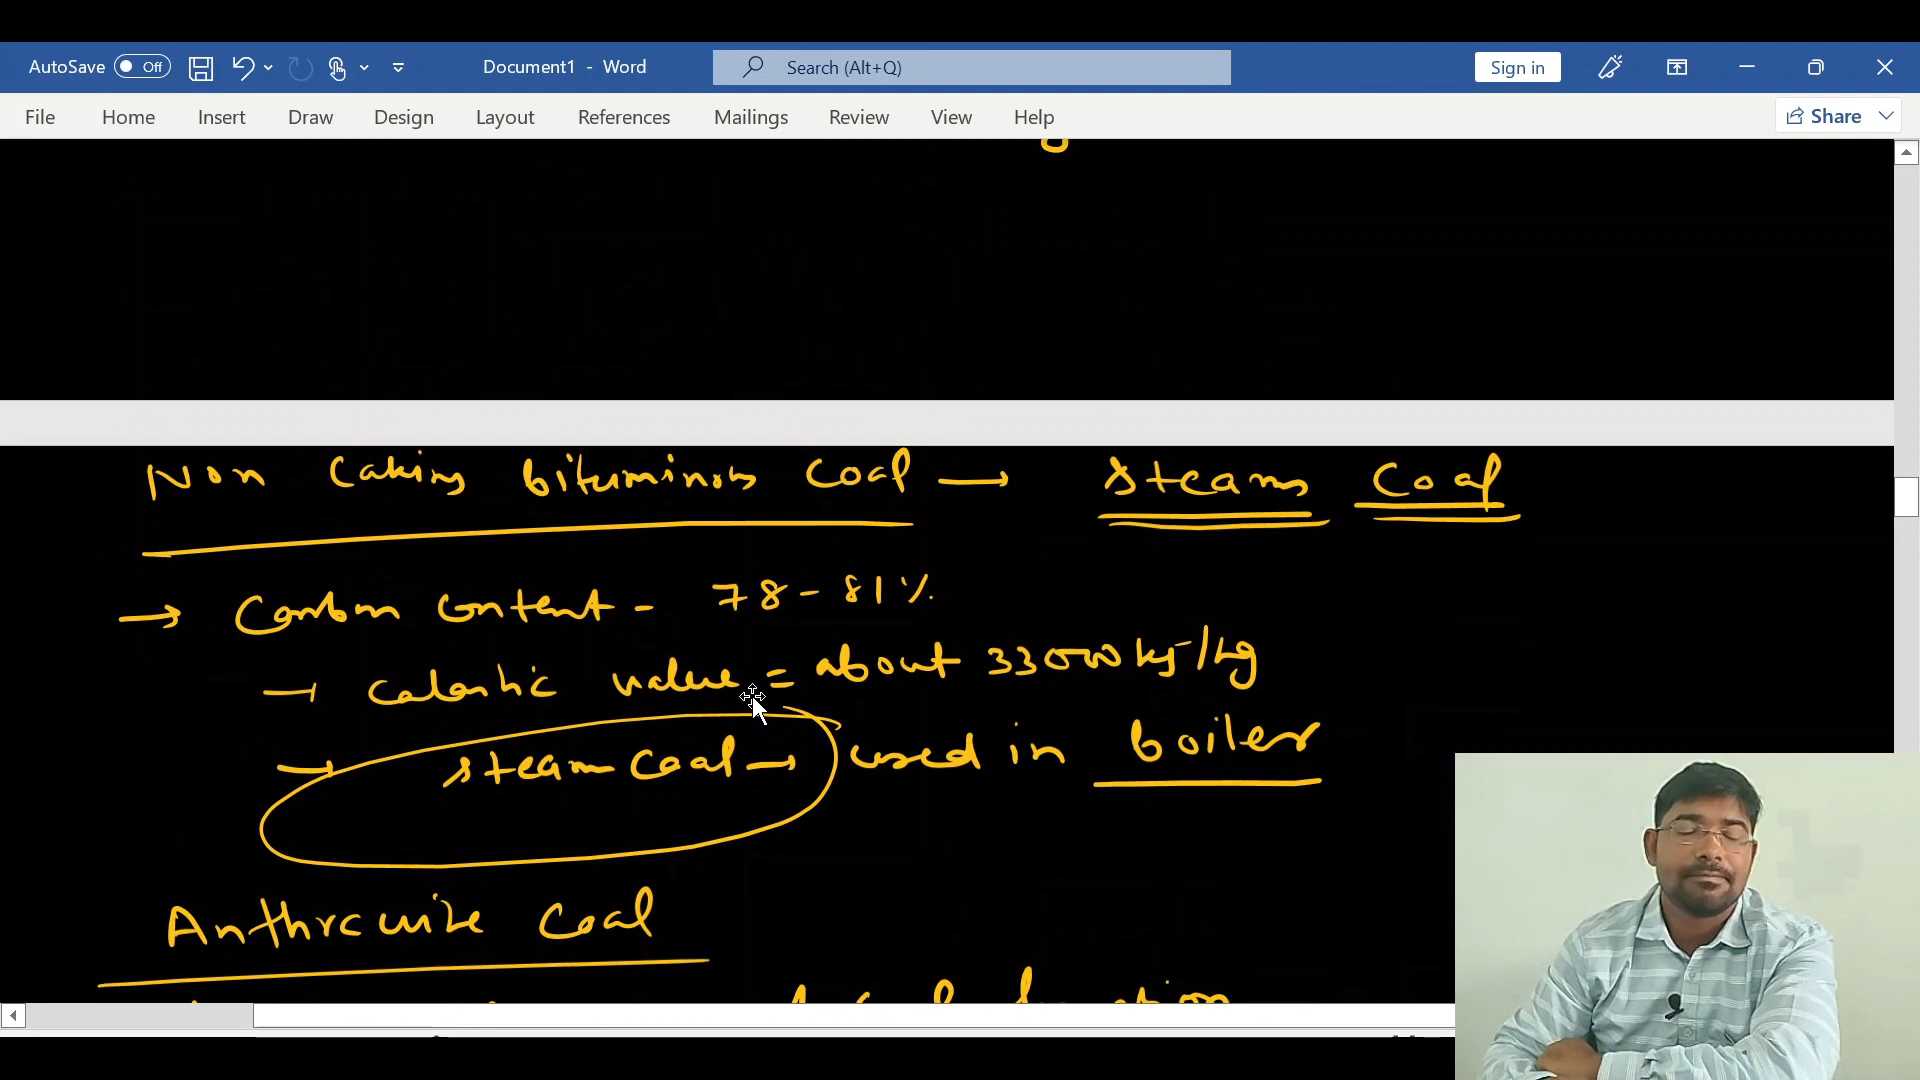 AutoSave Off Document1 - Word Search (Alt+Q) Sign in
File Home Insert Draw Design Layout References Mailings Review View Help Share
Non Caking bituminous Coal → Steams Coal
→ Carbon content - 78-81%
→ calorific value = about 33000 kJ/kg
→ steam coal → used in boiler
Anthracite Coal